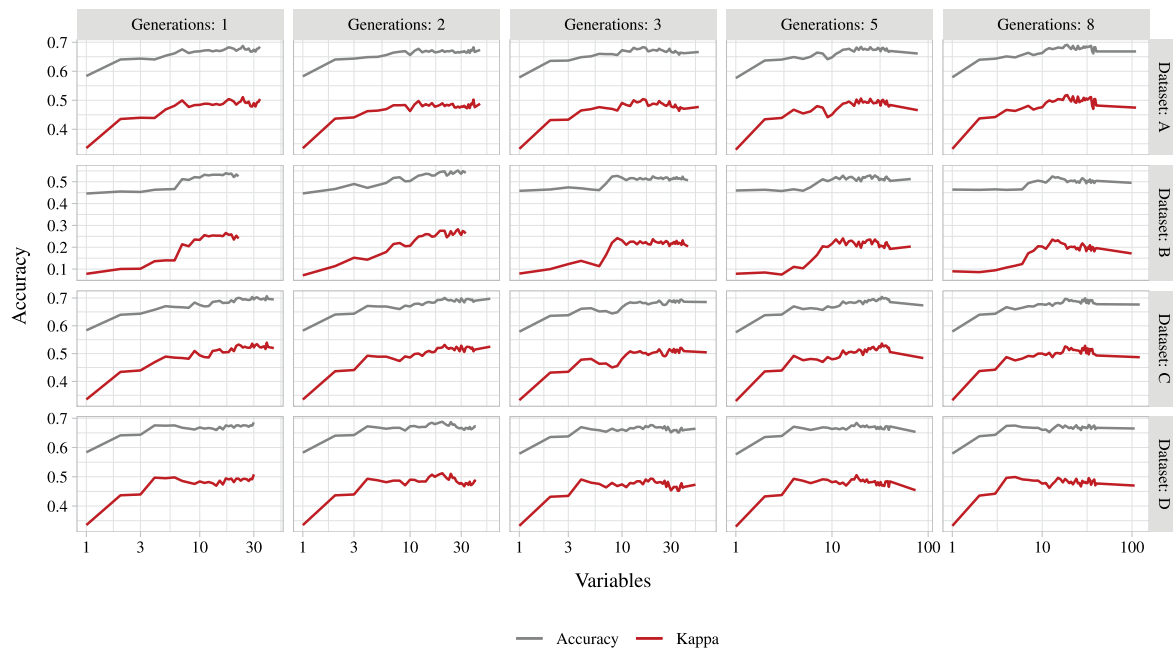 Generations: 1
Generations: 2
Generations: 3
Generations: 5
Generations: 8
0.7
0.6
0.5
0.4
Dataset: A
0.5
0.4
0.3
0.2
0.1
Dataset: B
0.7
0.6
0.5
0.4
Dataset: C
0.7
0.6
0.5
0.4
Dataset: D
Accuracy
1 3 10 30
1 3 10 30
1 3 10 30
1 10 100
1 10 100
Variables
Accuracy Kappa